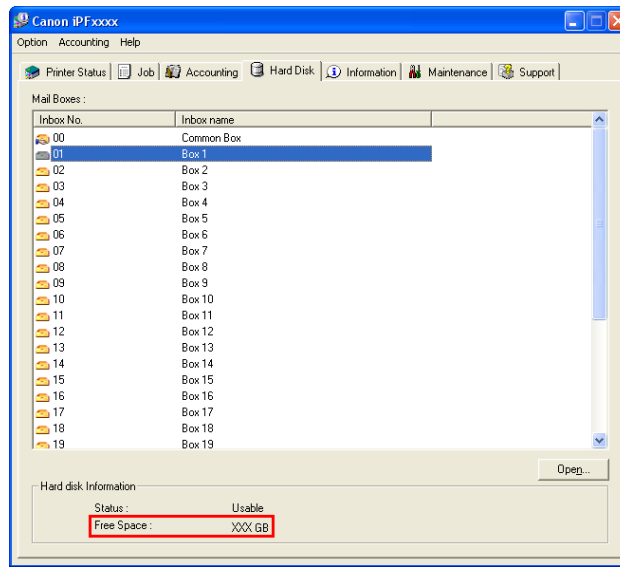 Canon iPFxxxx
Option Accounting Help
Printer Status Job Accounting Hard Disk Information Maintenance Support
Mail Boxes :
Inbox No. Inbox name
00 Common Box
01 Box 1
02 Box 2
03 Box 3
04 Box 4
05 Box 5
06 Box 6
07 Box 7
08 Box 8
09 Box 9
10 Box 10
11 Box 11
12 Box 12
13 Box 13
14 Box 14
15 Box 15
16 Box 16
17 Box 17
18 Box 18
19 Box 19
Open...
Hard disk Information
Status : Usable
Free Space : XXX GB